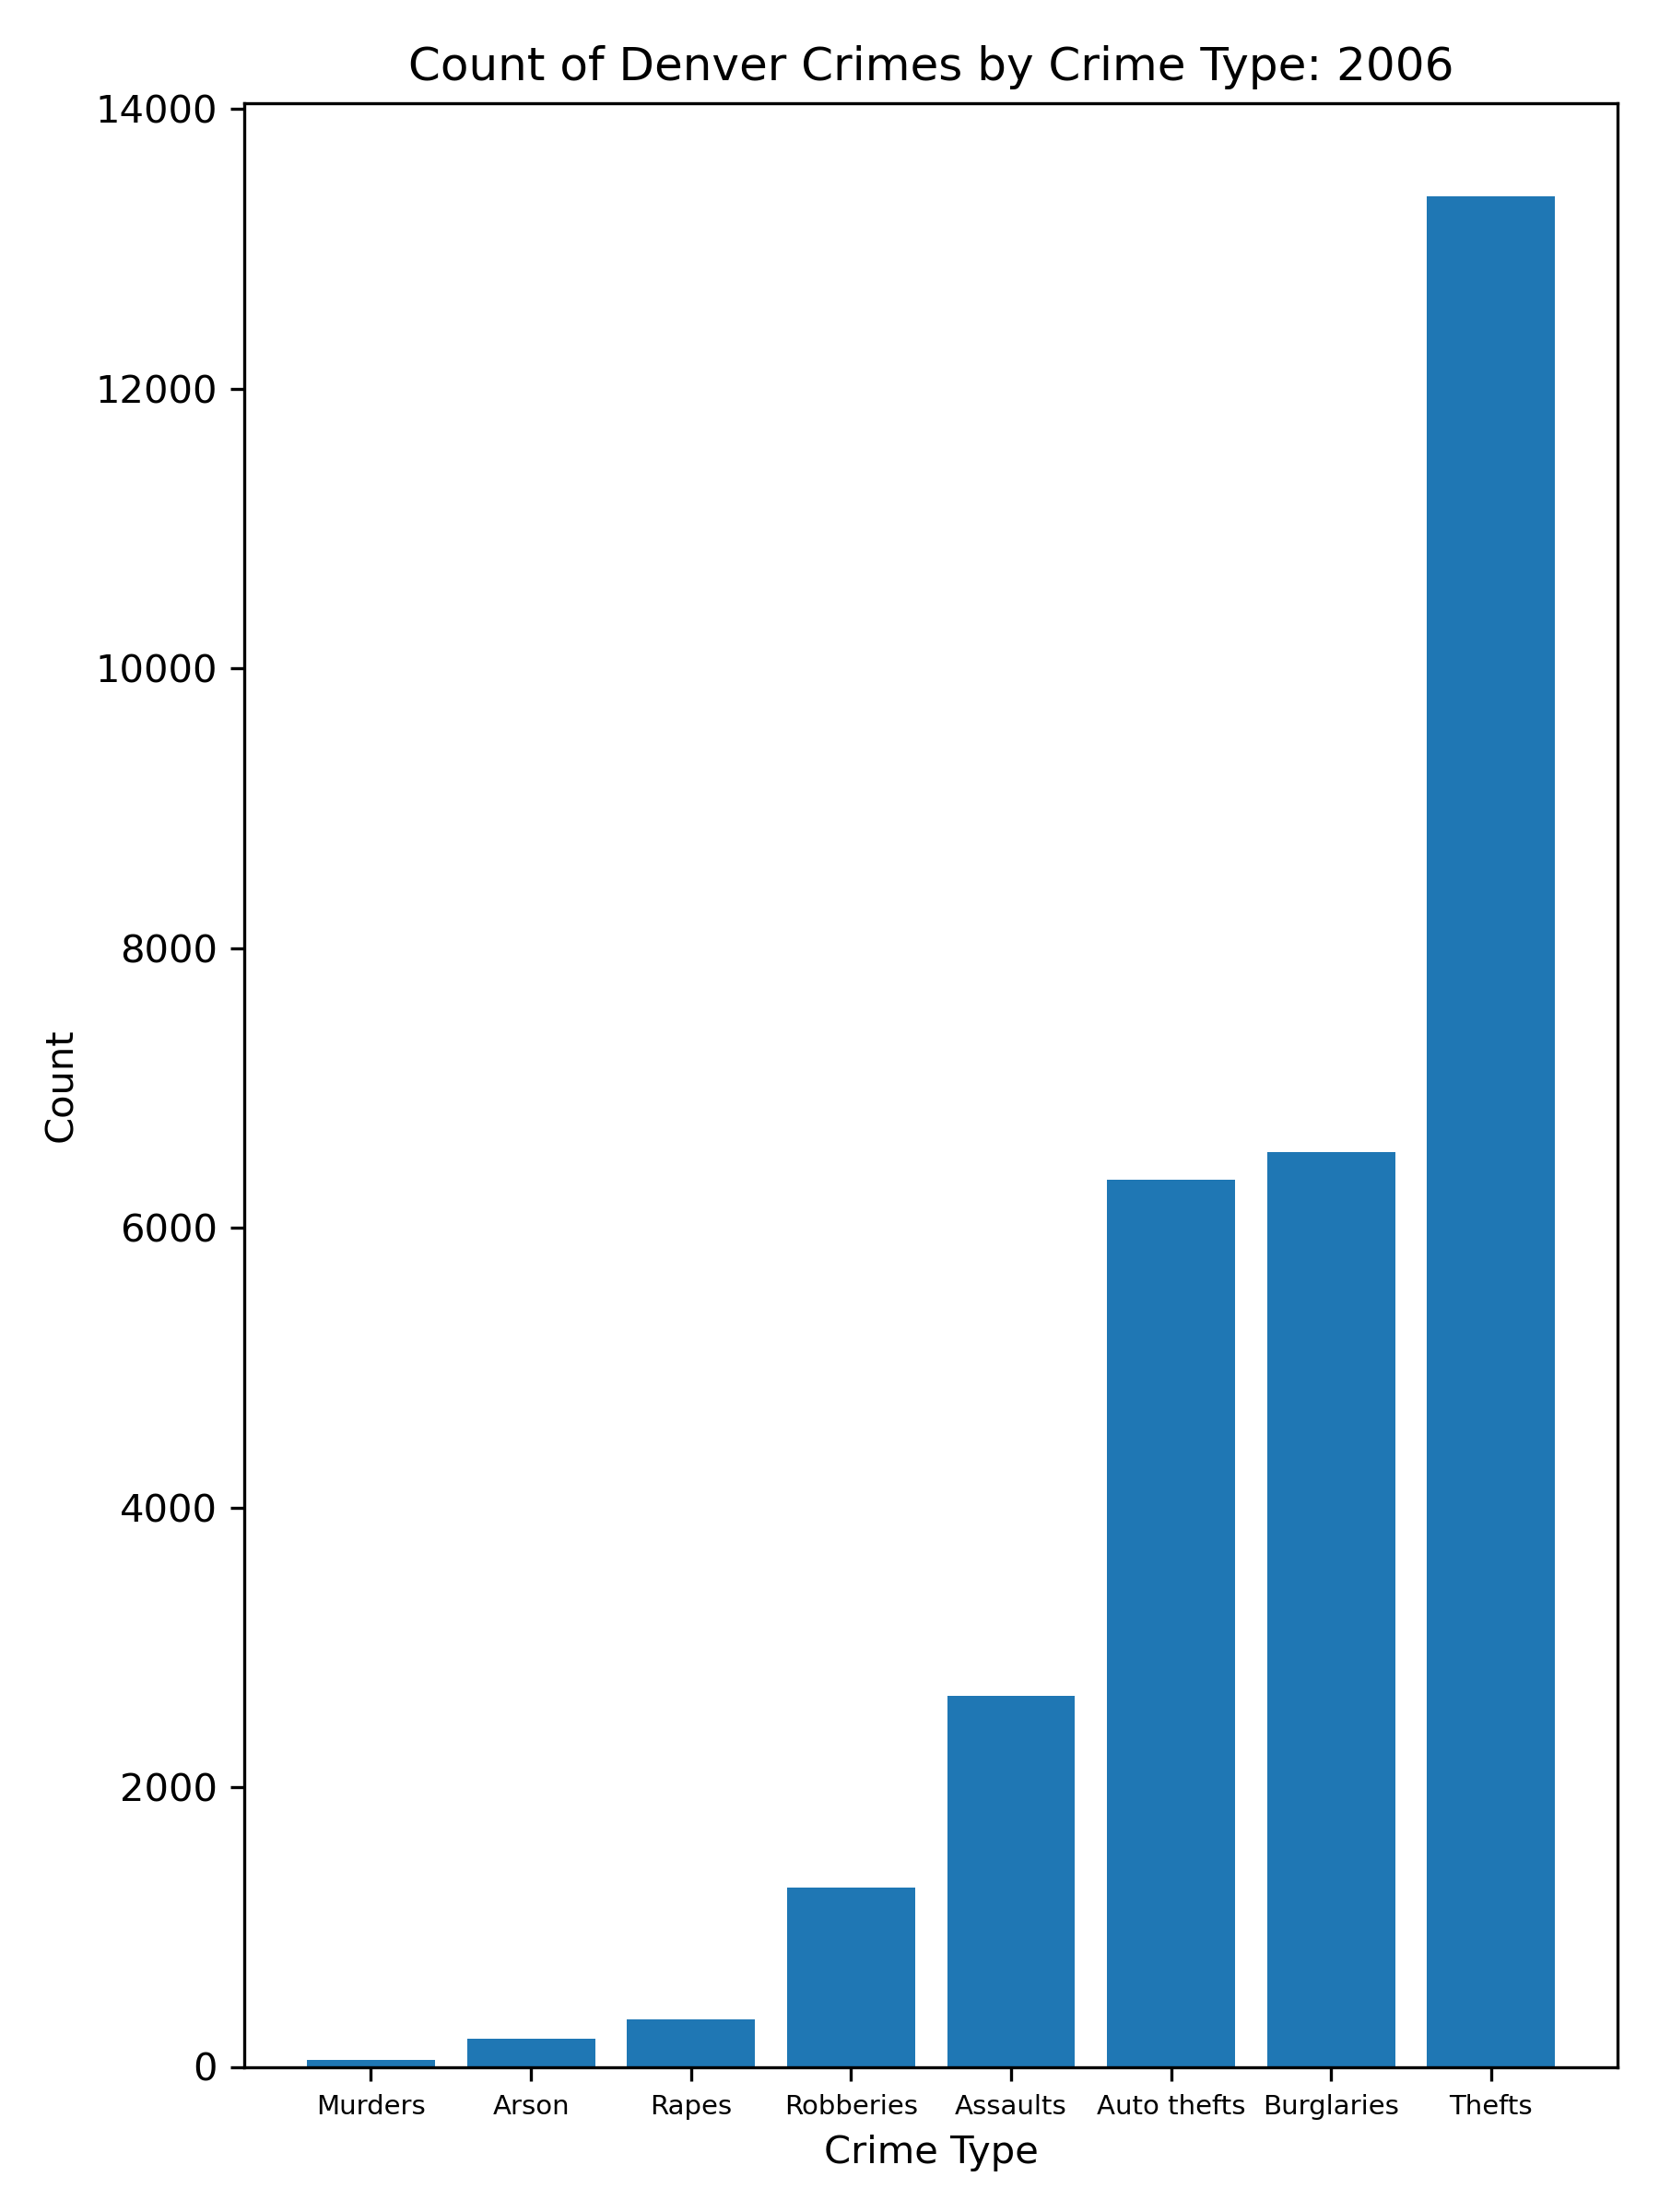 Count of Denver Crimes by Crime Type: 2006
14000
12000
10000
8000
6000
4000
2000
0
Count
Murders Arson Rapes Robberies Assaults Auto thefts Burglaries Thefts
Crime Type